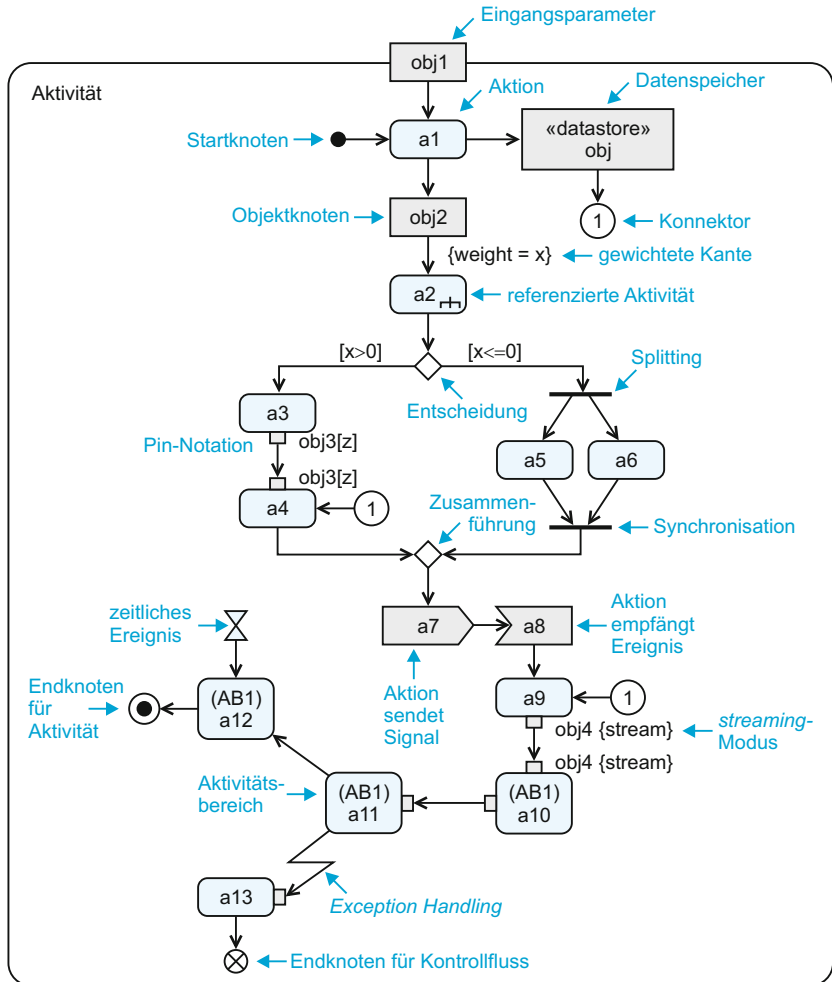 Eingangsparameter
obj1
Aktivität
Aktion
Datenspeicher
Startknoten
a1
«datastore»
obj
Objektknoten
obj2
1
Konnektor
{weight = x}
gewichtete Kante
a2
referenzierte Aktivität
[x>0]
[x<=0]
Splitting
Entscheidung
a3
Pin-Notation
obj3[z]
a5
a6
obj3[z]
a4
1
Zusammen-
führung
Synchronisation
zeitliches
Ereignis
a7
a8
Aktion
empfängt
Ereignis
Endknoten
für
Aktivität
(AB1)
a12
Aktion
sendet
Signal
a9
1
obj4 {stream}
streaming-
Modus
obj4 {stream}
Aktivitäts-
bereich
(AB1)
a11
(AB1)
a10
a13
Exception Handling
Endknoten für Kontrollfluss